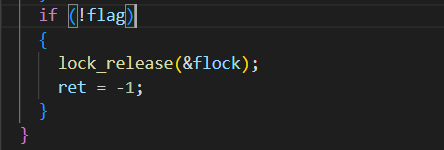 if (!flag)
{
lock_release(&flock);
ret = -1;
}
}